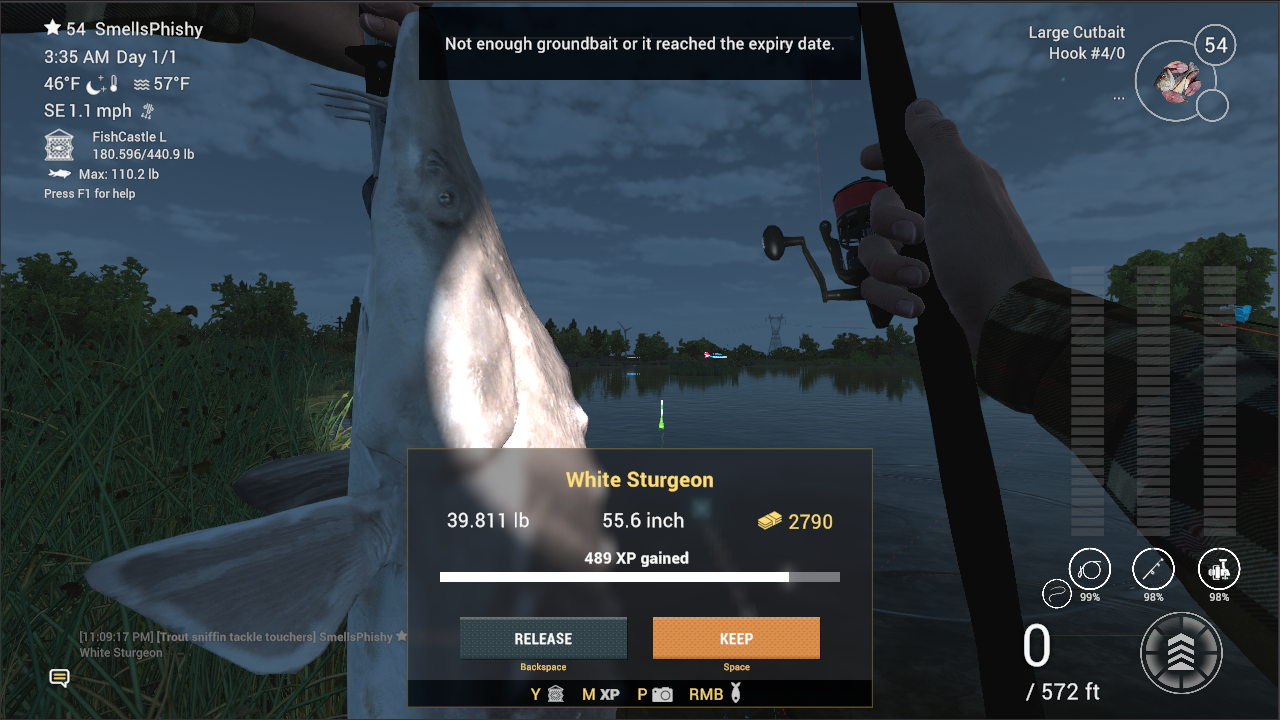 54 SmellsPhishy
3:35 AM Day 1/1
46°F 57°F
SE 1.1 mph
FishCastle L
180.596/440.9 lb
Max: 110.2 lb
Press F1 for help
Not enough groundbait or it reached the expiry date.
Large Cutbait
Hook #4/0
54
...
White Sturgeon
39.811 lb 55.6 inch 2790
489 XP gained
RELEASE KEEP
Backspace Space
Y M XP P RMB
[11:09:17 PM] [Trout sniffin tackle touchers] SmellsPhishy
White Sturgeon
99% 98% 98%
0
/ 572 ft